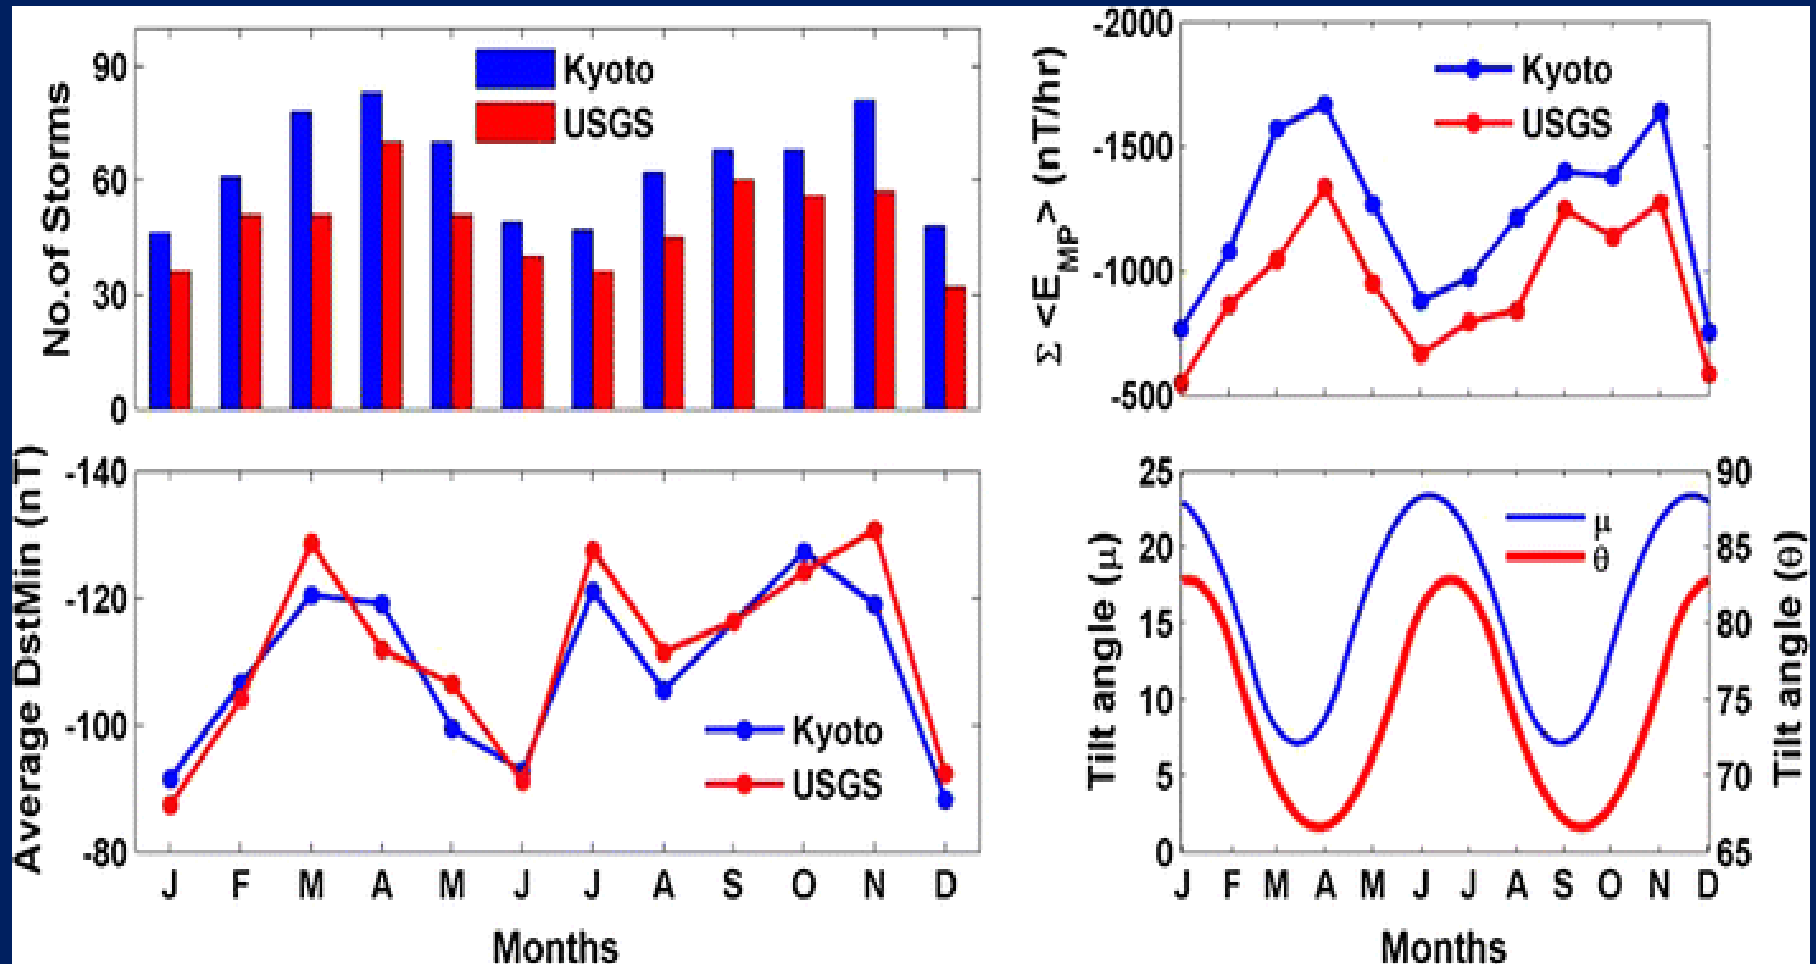 No.of Storms
90
60
30
0
Kyoto
USGS
Σ <E_MP> (nT/hr)
-2000
-1500
-1000
-500
Kyoto
USGS
Average DstMin (nT)
-140
-120
-100
-80
Kyoto
USGS
J F M A M J J A S O N D
Months
Tilt angle (μ)
25
20
15
10
5
0
μ
θ
90
85
80
75
70
65
Tilt angle (θ)
J F M A M J J A S O N D
Months